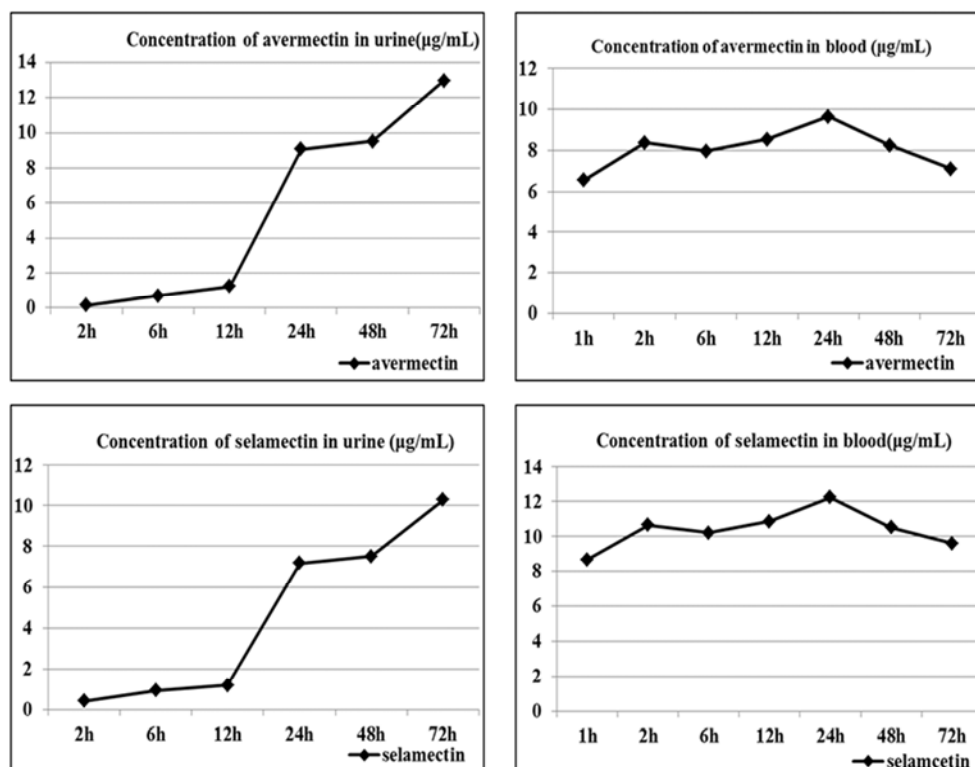 Concentration of avermectin in urine(µg/mL)
14
12
10
8
6
4
2
0
2h 6h 12h 24h 48h 72h
avermectin
Concentration of avermectin in blood (µg/mL)
12
10
8
6
4
2
0
1h 2h 6h 12h 24h 48h 72h
avermectin
Concentration of selamectin in urine (µg/mL)
12
10
8
6
4
2
0
2h 6h 12h 24h 48h 72h
selamectin
Concentration of selamectin in blood(µg/mL)
14
12
10
8
6
4
2
0
1h 2h 6h 12h 24h 48h 72h
selamcetin